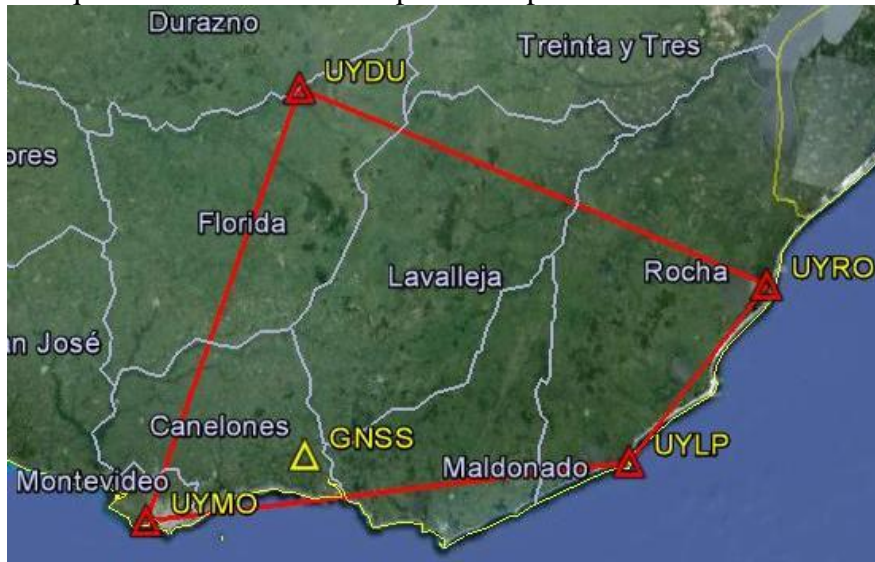 Durazno
Treinta y Tres
UYDU
ores
Florida
Lavalleja
Rocha
UYRO
n José
Canelones
GNSS
Maldonado
UYLP
Montevideo
UYMO